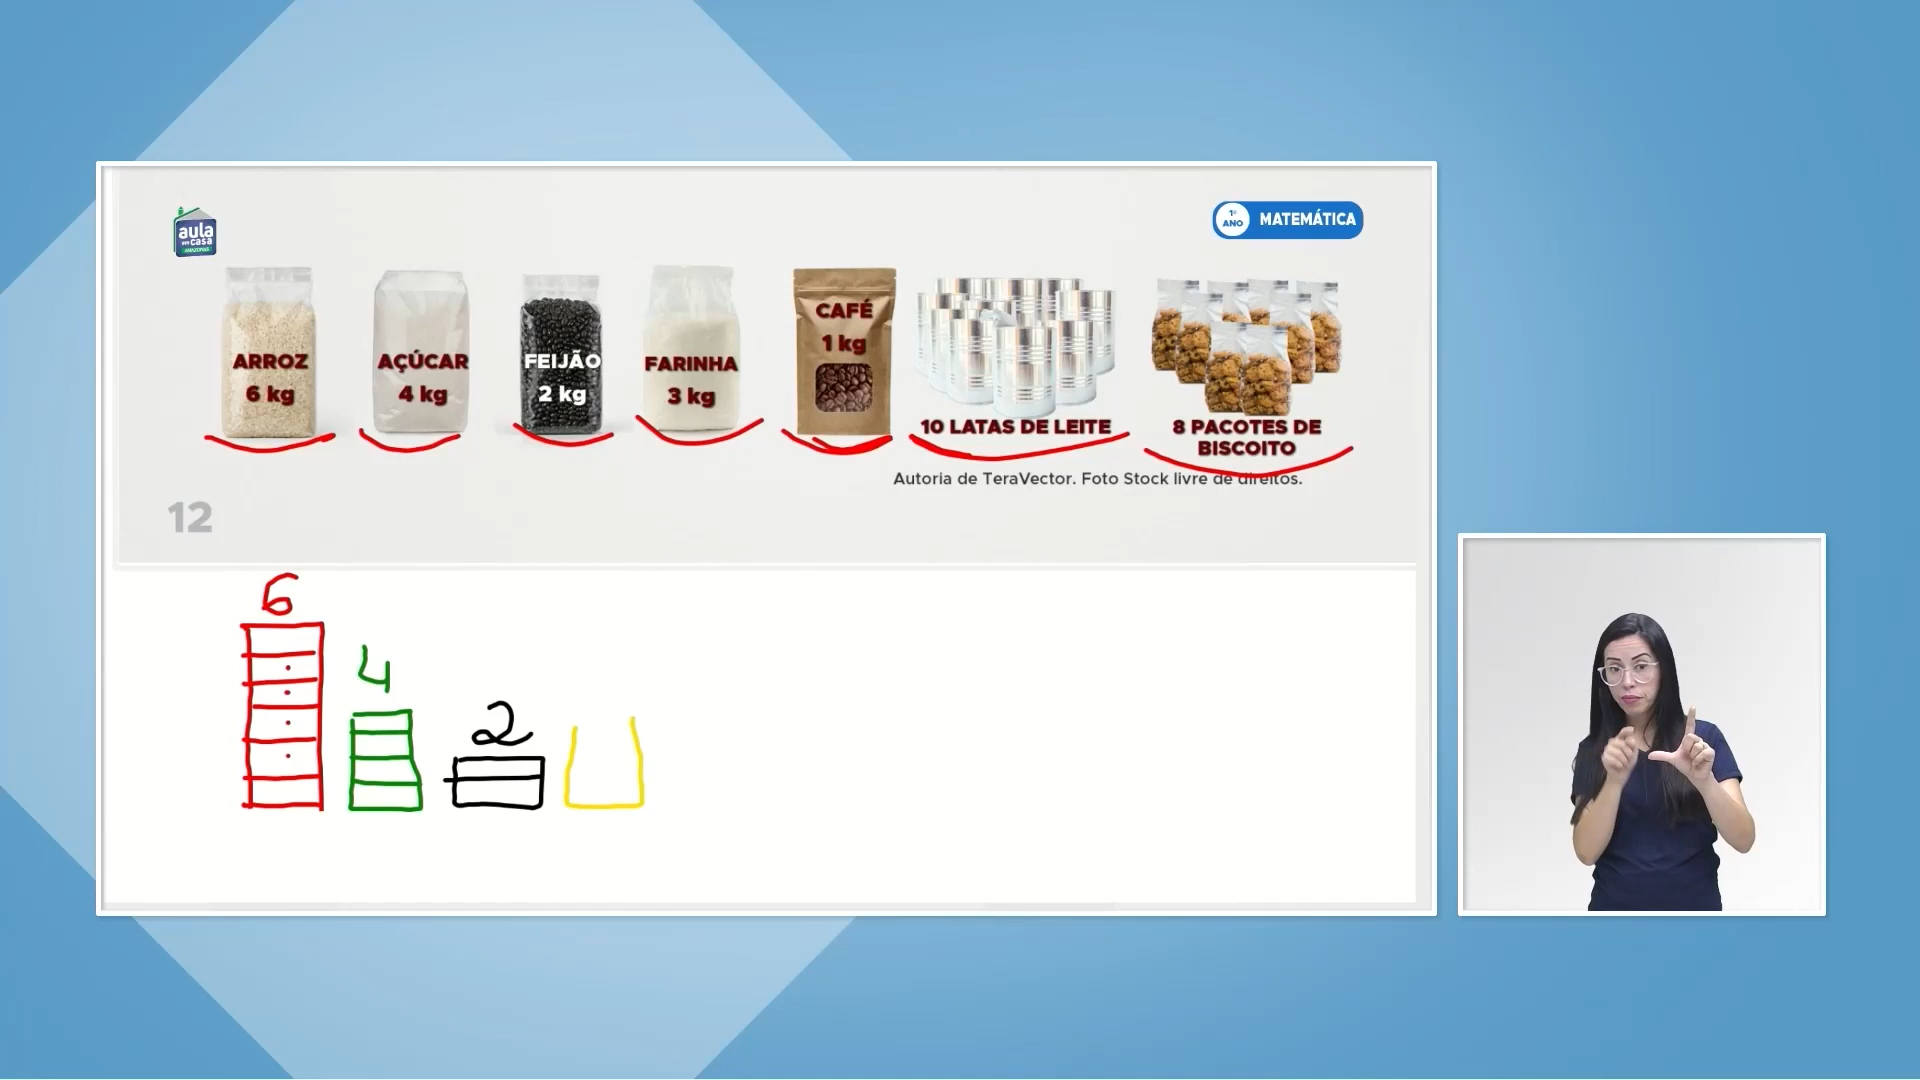 aula
em casa
AMAZONAS
1º
ANO
MATEMÁTICA
ARROZ
6 kg
AÇÚCAR
4 kg
FEIJÃO
2 kg
FARINHA
3 kg
CAFÉ
1 kg
10 LATAS DE LEITE
8 PACOTES DE
BISCOITO
Autoria de TeraVector. Foto Stock livre de direitos.
12
6
4
2